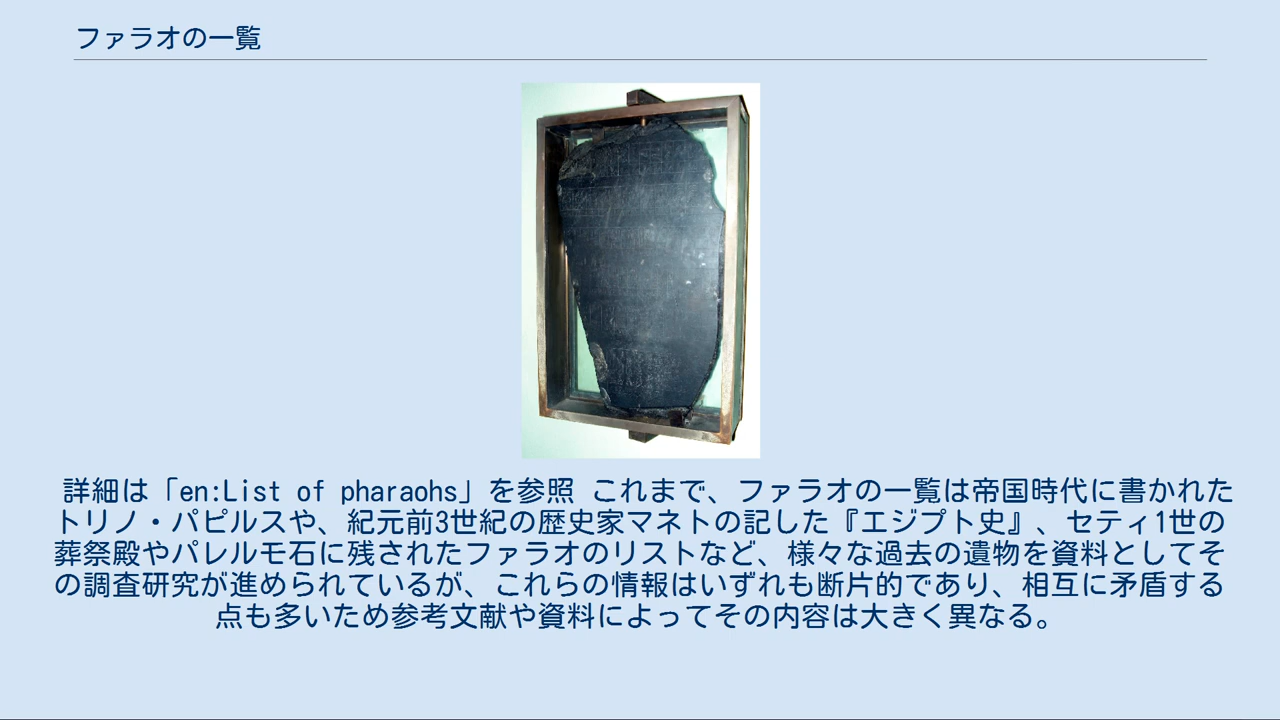 ファラオの一覧
詳細は「en:List of pharaohs」を参照 これまで、ファラオの一覧は帝国時代に書かれた
トリノ・パピルスや、紀元前3世紀の歴史家マネトの記した『エジプト史』、セティ1世の
葬祭殿やパレルモ石に残されたファラオのリストなど、様々な過去の遺物を資料としてそ
の調査研究が進められているが、これらの情報はいずれも断片的であり、相互に矛盾する
点も多いため参考文献や資料によってその内容は大きく異なる。